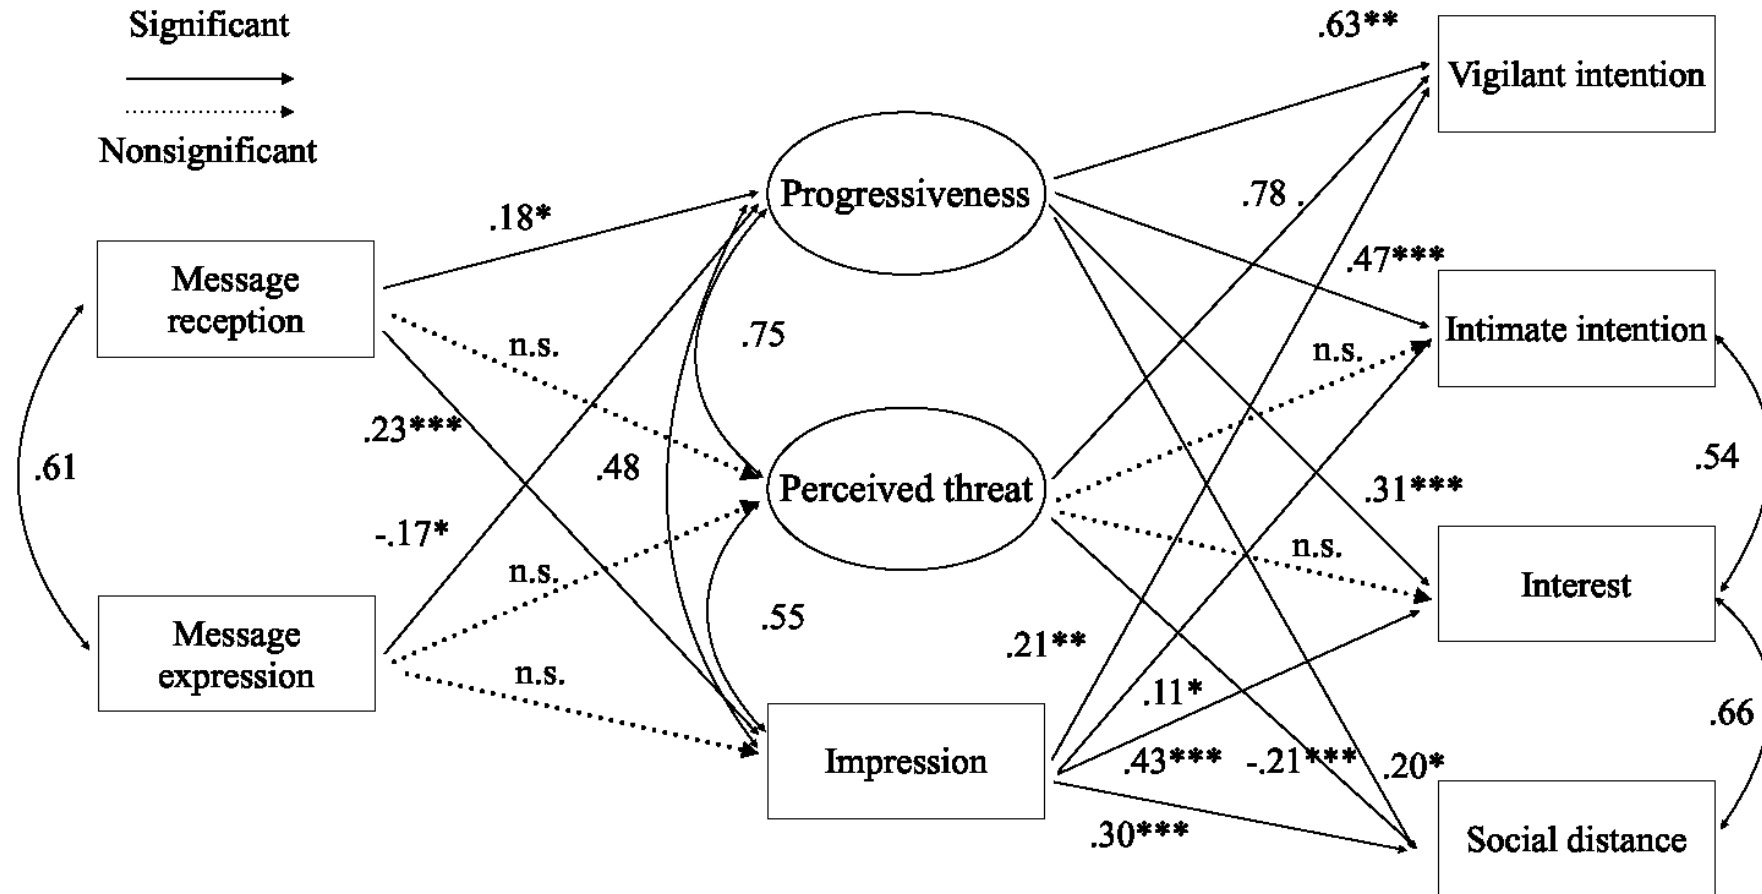 Significant
Nonsignificant
Message
reception
Message
expression
.61
.18*
n.s.
.23***
-.17*
n.s.
n.s.
Progressiveness
Perceived threat
Impression
.75
.48
.55
.63**
.78 .
.47***
n.s.
.31***
n.s.
.21**
.11*
.43***
-.21***
.20*
.30***
Vigilant intention
Intimate intention
Interest
Social distance
.54
.66